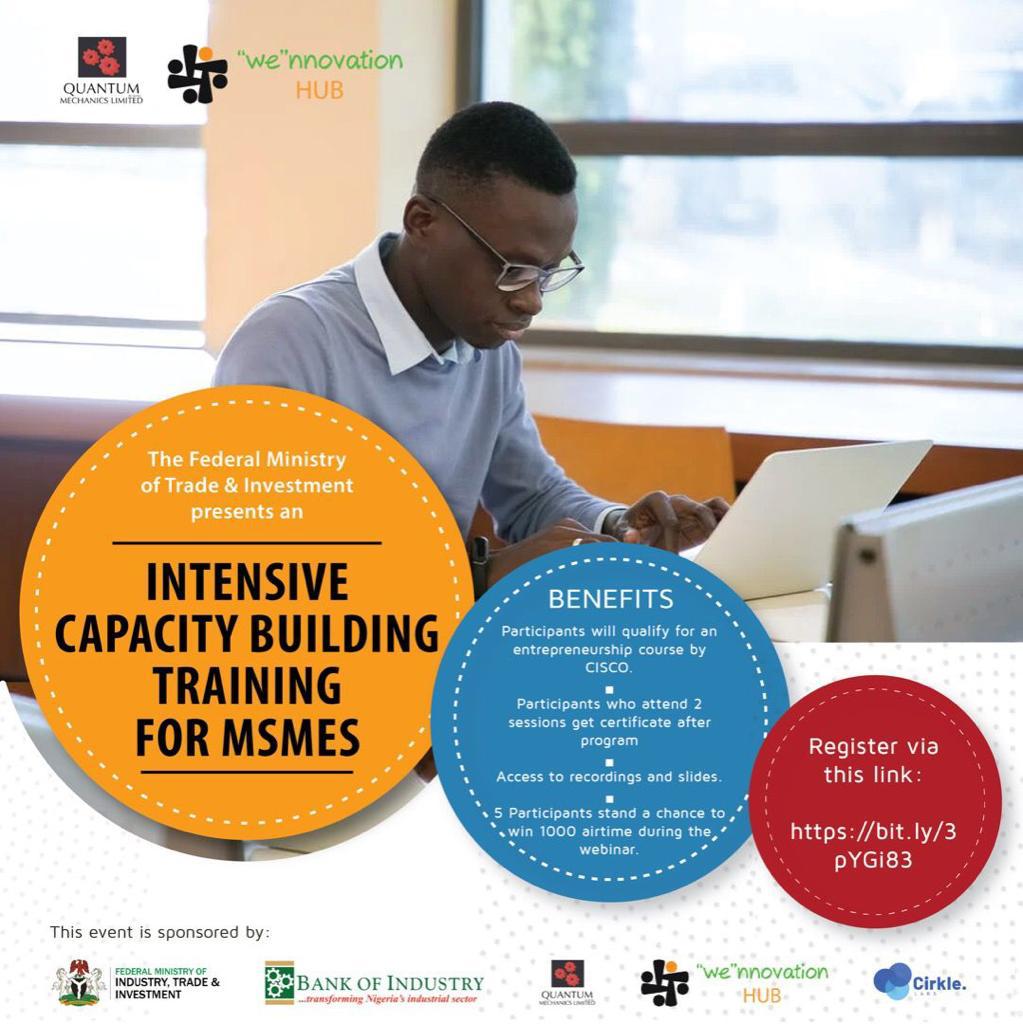 QUANTUM
MECHANICS LIMITED
"we"nnovation
HUB
The Federal Ministry
of Trade & Investment
presents an
INTENSIVE
CAPACITY BUILDING
TRAINING
FOR MSMES
BENEFITS
Participants will qualify for an
entrepreneurship course by
CISCO.
Participants who attend 2
sessions get certificate after
program
Access to recordings and slides.
5 Participants stand a chance to
win 1000 airtime during the
webinar.
Register via
this link:
https://bit.ly/3
pYGi83
This event is sponsored by:
FEDERAL MINISTRY OF
INDUSTRY, TRADE &
INVESTMENT
BANK OF INDUSTRY
...transforming Nigeria's industrial sector
QUANTUM
MECHANICS LIMITED
"we"nnovation
HUB
Cirkle.
LABS